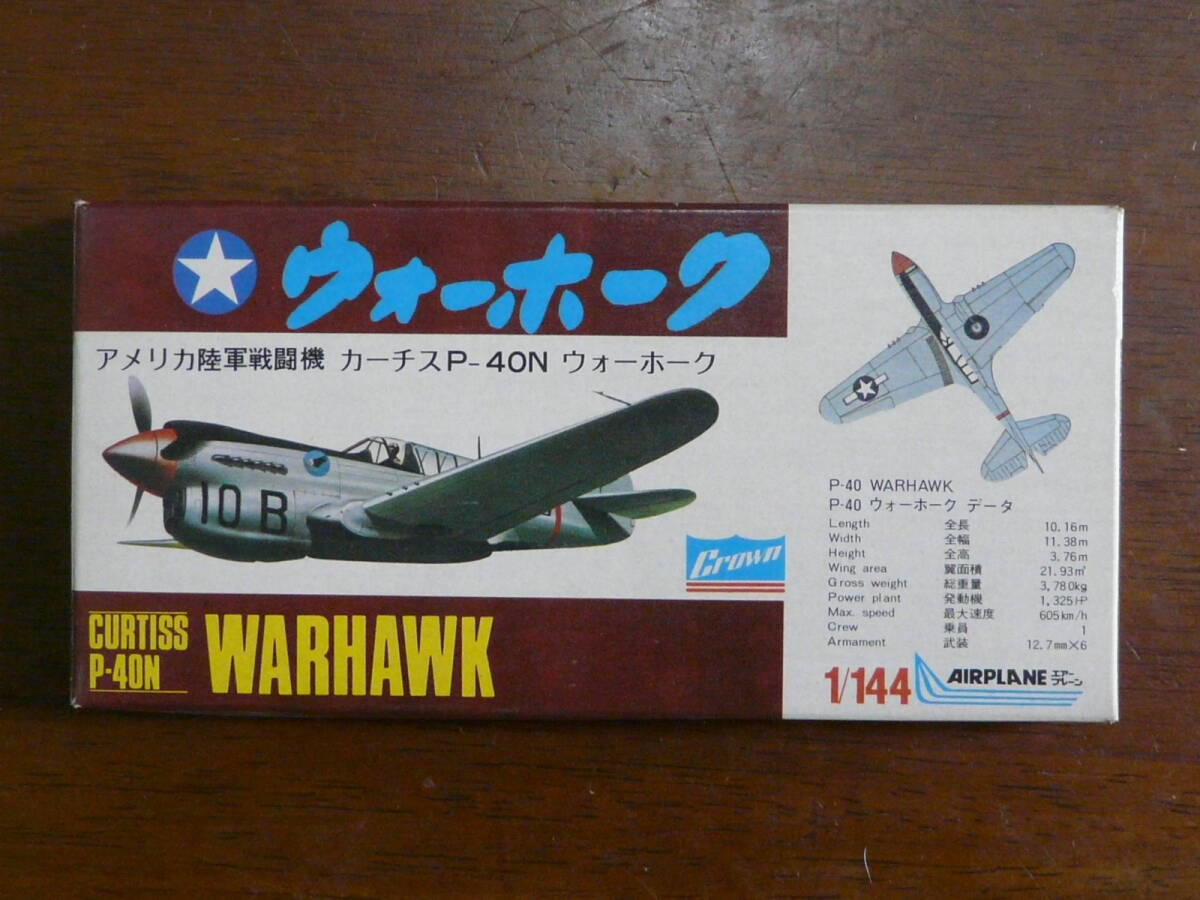 ウォーホーク
アメリカ陸軍戦闘機 カーチスP-40N ウォーホーク
10 B
Crown
CURTISS
P-40N
WARHAWK
P-40 WARHAWK
P-40 ウォーホーク データ
Length 全長 10.16m
Width 全幅 11.38m
Height 全高 3.76m
Wing area 翼面積 21.93㎡
Gross weight 総重量 3,780kg
Power plant 発動機 1,325HP
Max. speed 最大速度 605km/h
Crew 乗員 1
Armament 武装 12.7mm×6
1/144
AIRPLANE エアープレーン